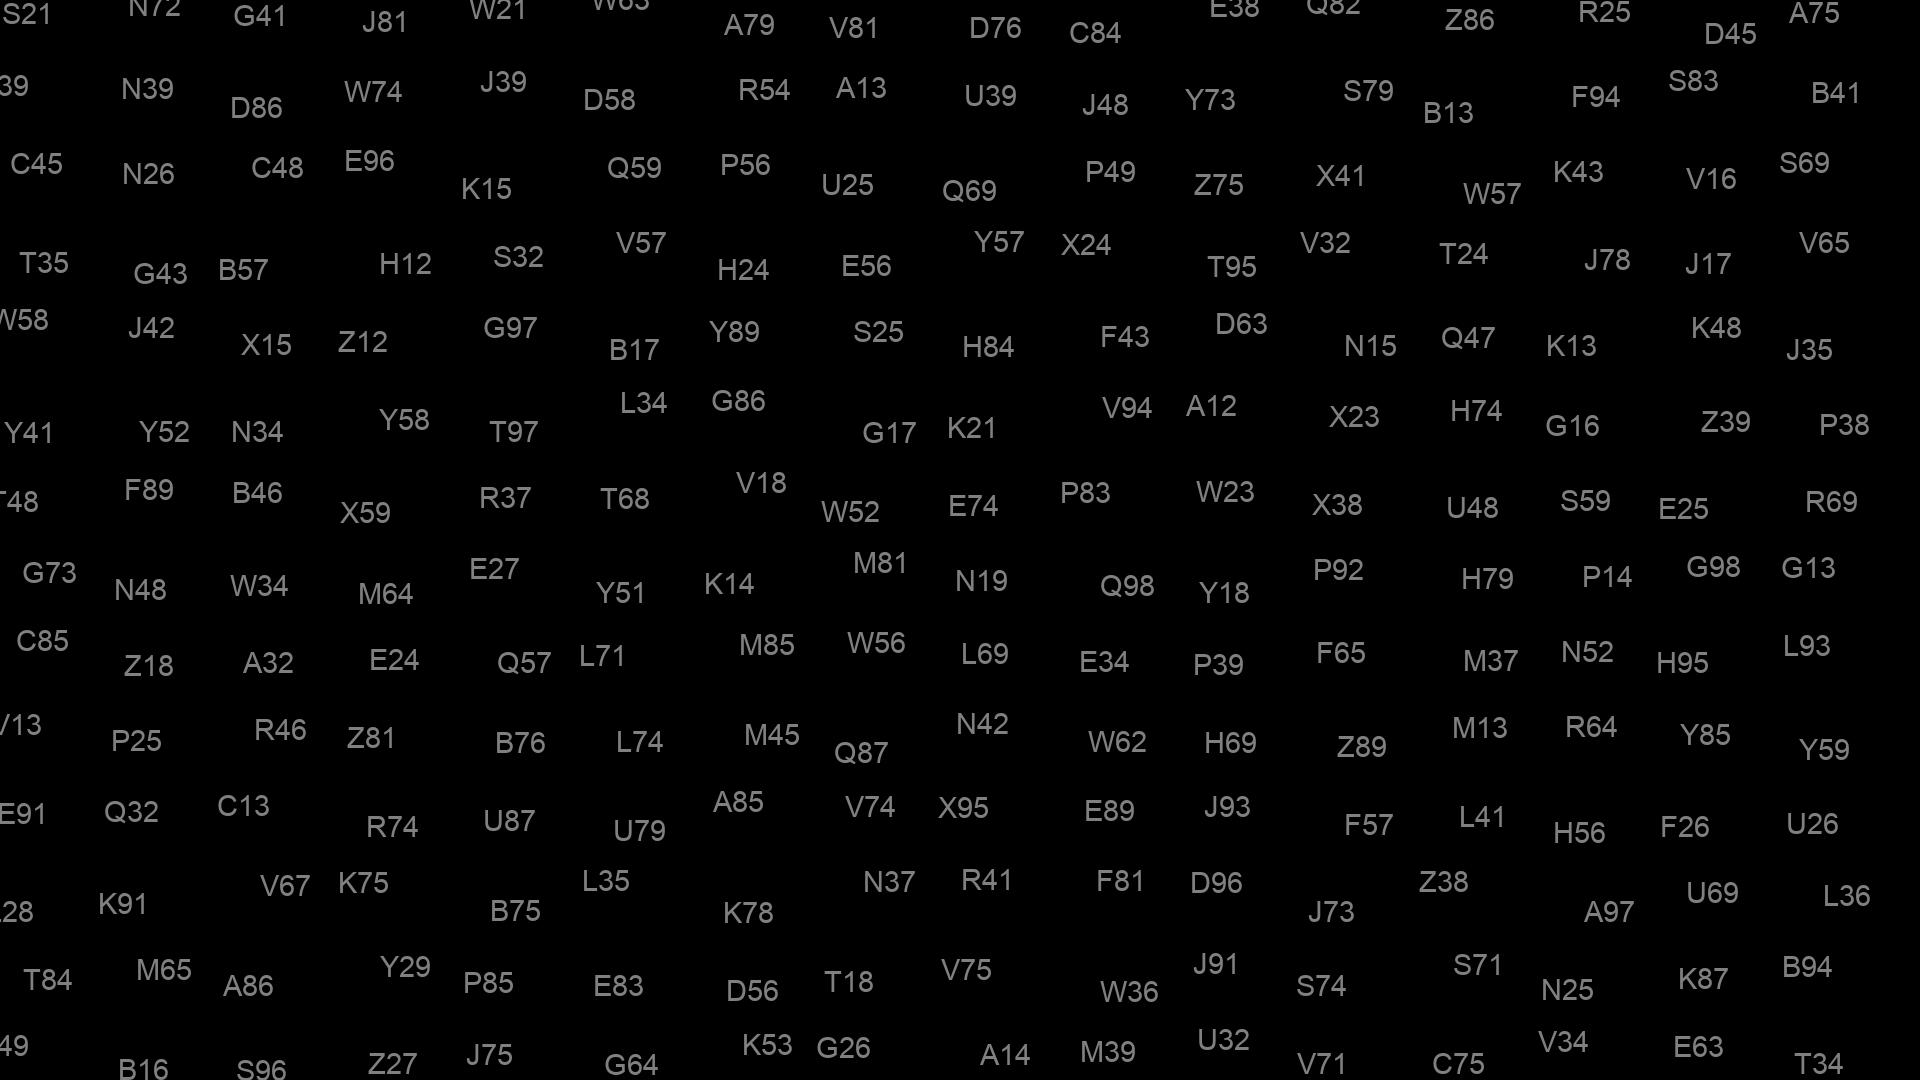 S21 N72 G41 J81 W21 W63 A79 V81 D76 C84 E38 Q82 Z86 R25 D45 A75
39 N39 D86 W74 J39 D58 R54 A13 U39 J48 Y73 S79 B13 F94 S83 B41
C45 N26 C48 E96 K15 Q59 P56 U25 Q69 P49 Z75 X41 W57 K43 V16 S69
T35 G43 B57 H12 S32 V57 H24 E56 Y57 X24 T95 V32 T24 J78 J17 V65
W58 J42 X15 Z12 G97 B17 Y89 S25 H84 F43 D63 N15 Q47 K13 K48 J35
Y41 Y52 N34 Y58 T97 L34 G86 G17 K21 V94 A12 X23 H74 G16 Z39 P38
T48 F89 B46 X59 R37 T68 V18 W52 E74 P83 W23 X38 U48 S59 E25 R69
G73 N48 W34 M64 E27 Y51 K14 M81 N19 Q98 Y18 P92 H79 P14 G98 G13
C85 Z18 A32 E24 Q57 L71 M85 W56 L69 E34 P39 F65 M37 N52 H95 L93
V13 P25 R46 Z81 B76 L74 M45 Q87 N42 W62 H69 Z89 M13 R64 Y85 Y59
E91 Q32 C13 R74 U87 U79 A85 V74 X95 E89 J93 F57 L41 H56 F26 U26
28 K91 V67 K75 B75 L35 K78 N37 R41 F81 D96 J73 Z38 A97 U69 L36
T84 M65 A86 Y29 P85 E83 D56 T18 V75 W36 J91 S74 S71 N25 K87 B94
49 B16 S96 Z27 J75 G64 K53 G26 A14 M39 U32 V71 C75 V34 E63 T34